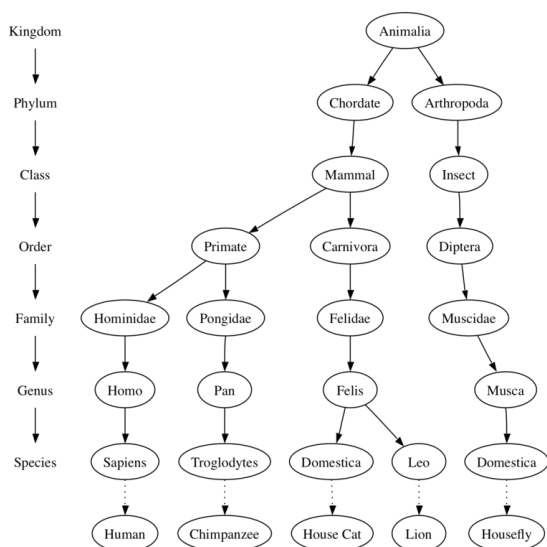 Kingdom Animalia
Phylum Chordate Arthropoda
Class Mammal Insect
Order Primate Carnivora Diptera
Family Hominidae Pongidae Felidae Muscidae
Genus Homo Pan Felis Musca
Species Sapiens Troglodytes Domestica Leo Domestica
Human Chimpanzee House Cat Lion Housefly